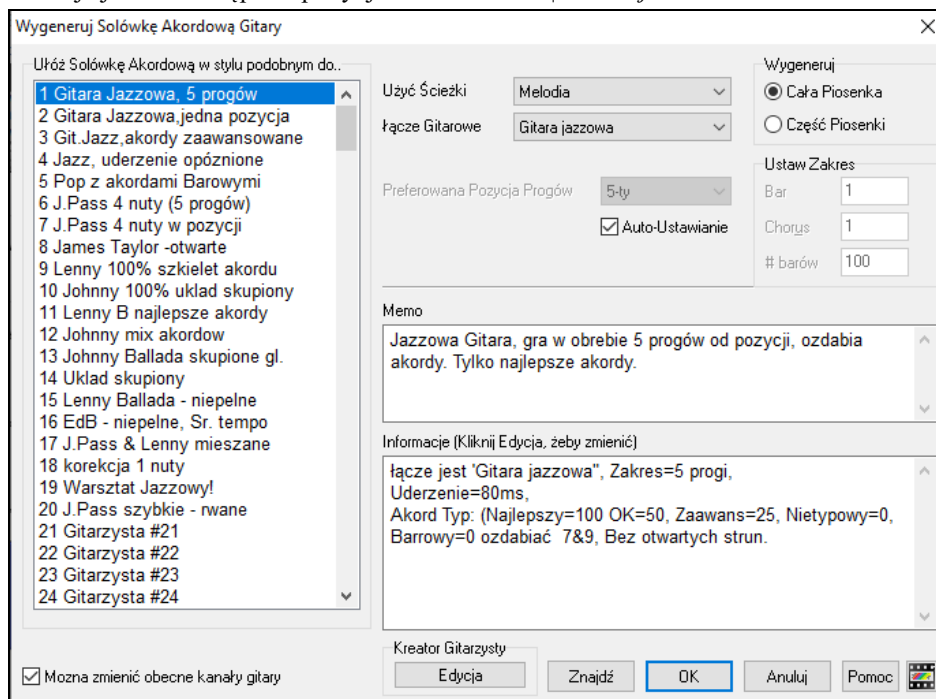 Wygeneruj Solówkę Akordową Gitary
Ułóż Solówkę Akordową w stylu podobnym do..
1 Gitara Jazzowa, 5 progów
2 Gitara Jazzowa,jedna pozycja
3 Git.Jazz,akordy zaawansowane
4 Jazz, uderzenie opóznione
5 Pop z akordami Barowymi
6 J.Pass 4 nuty (5 progów)
7 J.Pass 4 nuty w pozycji
8 James Taylor -otwarte
9 Lenny 100% szkielet akordu
10 Johnny 100% uklad skupiony
11 Lenny B najlepsze akordy
12 Johnny mix akordow
13 Johnny Ballada skupione gl.
14 Uklad skupiony
15 Lenny Ballada - niepelne
16 EdB - niepelne, Sr. tempo
17 J.Pass & Lenny mieszane
18 korekcja 1 nuty
19 Warsztat Jazzowy!
20 J.Pass szybkie - rwane
21 Gitarzysta #21
22 Gitarzysta #22
23 Gitarzysta #23
24 Gitarzysta #24
Można zmienić obecne kanały gitary
Użyć Ścieżki Melodia
łącze Gitarowe Gitara jazzowa
Preferowana Pozycja Progów 5-ty
Auto-Ustawianie
Wygeneruj
Cała Piosenka
Część Piosenki
Ustaw Zakres
Bar 1
Chorus 1
# barów 100
Memo
Jazzowa Gitara, gra w obrebie 5 progów od pozycji, ozdabia
akordy. Tylko najlepsze akordy.
Informacje (Kliknij Edycja, żeby zmienić)
łącze jest 'Gitara jazzowa", Zakres=5 progi,
Uderzenie=80ms,
Akord Typ: (Najlepszy=100 OK=50, Zaawans=25, Nietypowy=0,
Barrowy=0 ozdabiać 7&9, Bez otwartych strun.
Kreator Gitarzysty
Edycja Znajdź OK Anuluj Pomoc